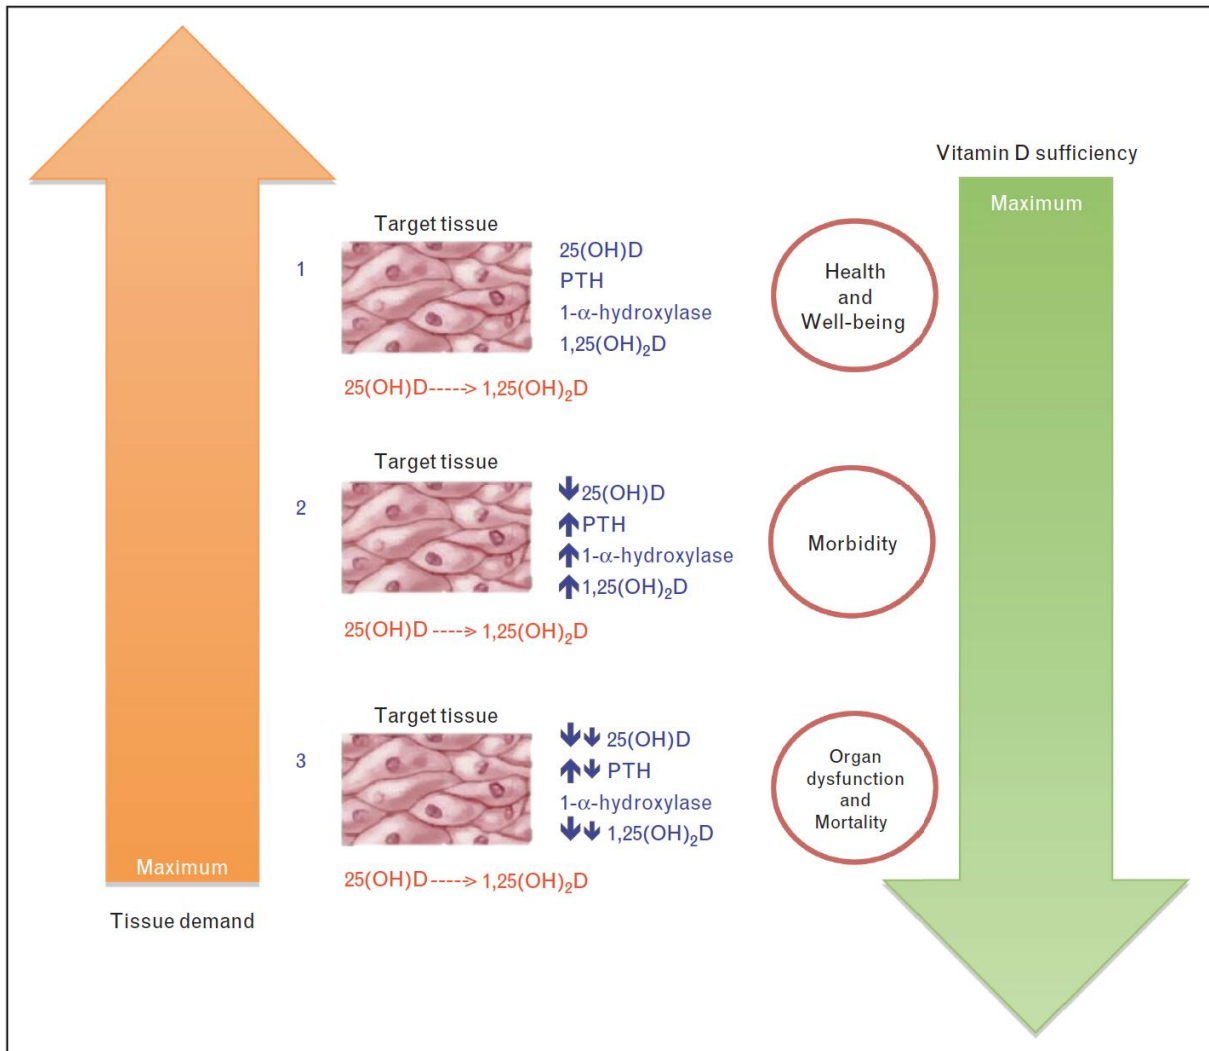 Vitamin D sufficiency
Maximum
Target tissue
1
25(OH)D
PTH
1-α-hydroxylase
1,25(OH)₂D
Health
and
Well-being
25(OH)D-----> 1,25(OH)₂D
Target tissue
2
25(OH)D
PTH
1-α-hydroxylase
1,25(OH)₂D
Morbidity
25(OH)D ----> 1,25(OH)₂D
Target tissue
3
25(OH)D
PTH
1-α-hydroxylase
1,25(OH)₂D
Organ
dysfunction
and
Mortality
25(OH)D -----> 1,25(OH)₂D
Maximum
Tissue demand